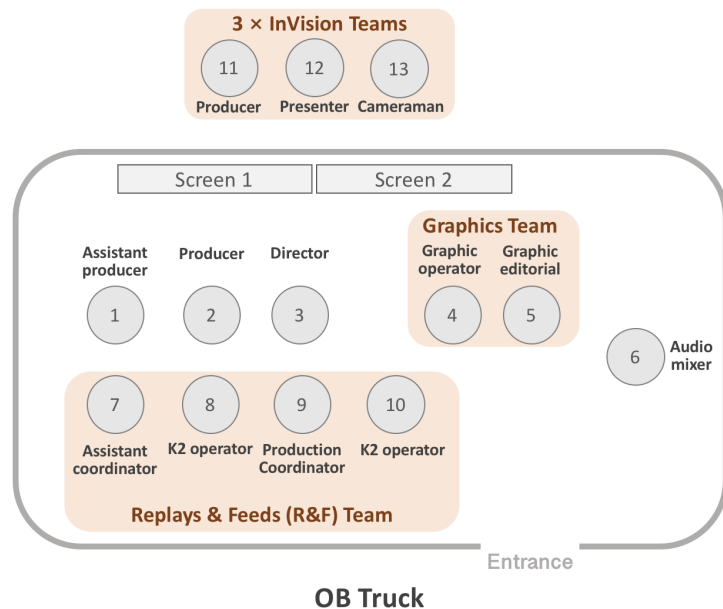 3 × InVision Teams
11 12 13
Producer Presenter Cameraman
Screen 1 Screen 2
Graphics Team
Assistant
producer
Producer
Director
Graphic
operator
Graphic
editorial
1 2 3 4 5
6
Audio
mixer
7 8 9 10
Assistant
coordinator
K2 operator
Production
Coordinator
K2 operator
Replays & Feeds (R&F) Team
Entrance
OB Truck